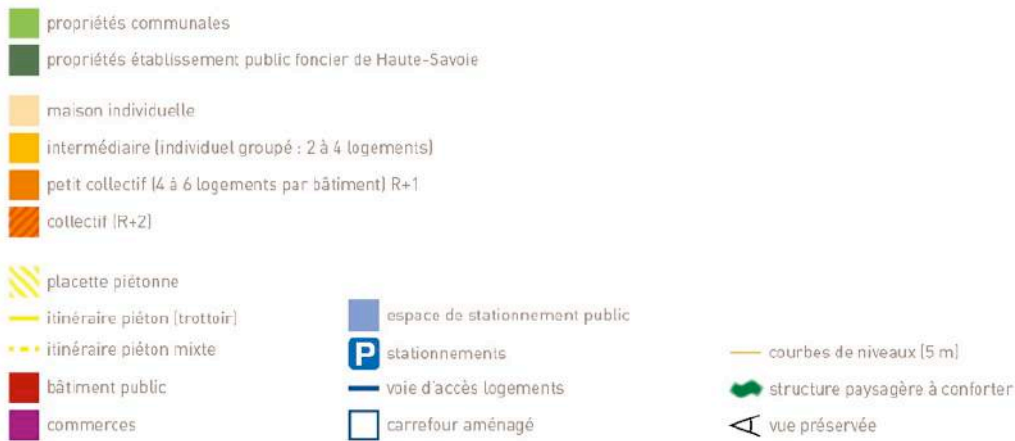 propriétés communales
propriétés établissement public foncier de Haute-Savoie
maison individuelle
intermédiaire (individuel groupé : 2 à 4 logements)
petit collectif (4 à 6 logements par bâtiment) R+1
collectif (R+2)
placette piétonne
itinéraire piéton (trottoir)
itinéraire piéton mixte
bâtiment public
commerces
espace de stationnement public
P stationnements
voie d'accès logements
carrefour aménagé
courbes de niveaux (5 m)
structure paysagère à conforter
vue préservée